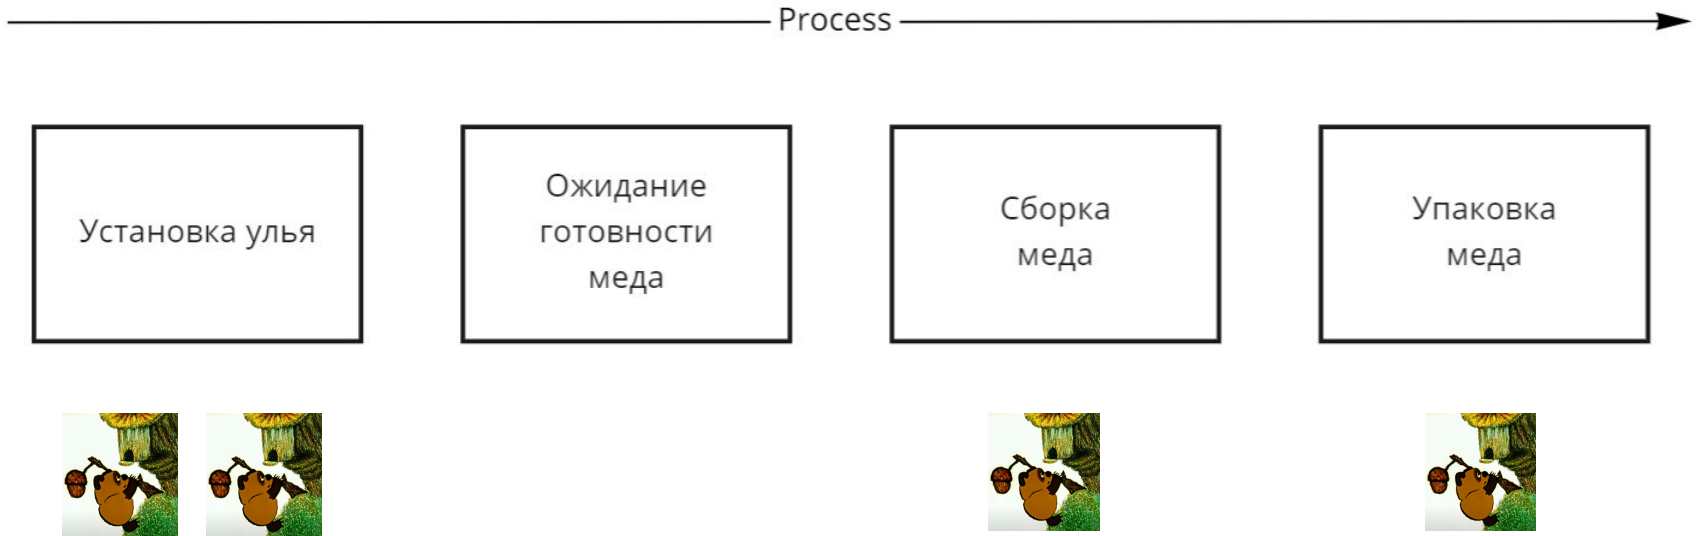 Process
Установка улья
Ожидание
готовности
меда
Сборка
меда
Упаковка
меда